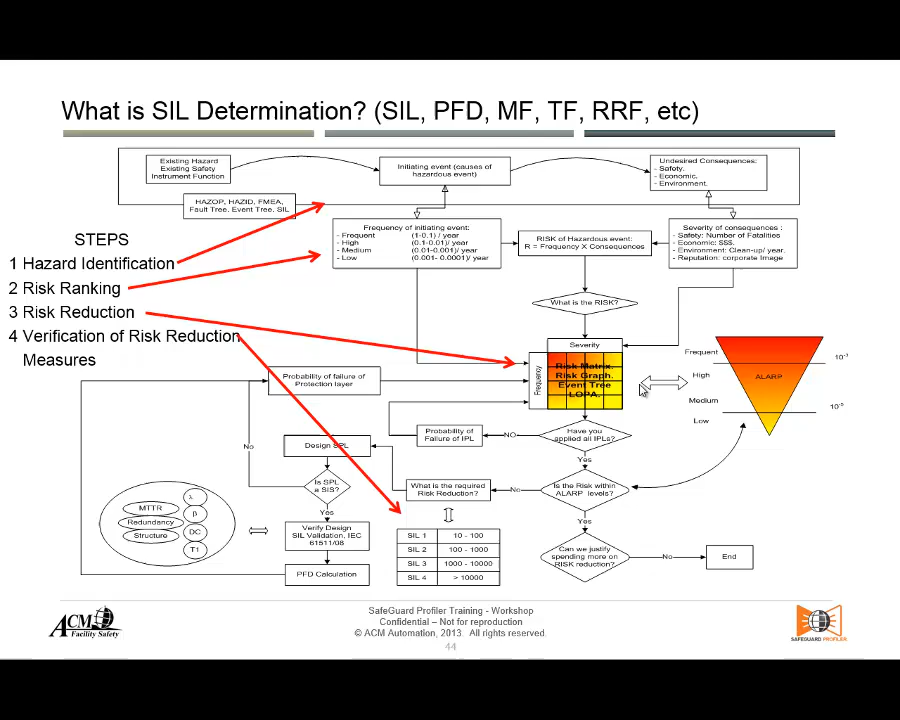 What is SIL Determination? (SIL, PFD, MF, TF, RRF, etc)
Existing Hazard
Existing Safety
Instrument Function
Initiating event (causes of
hazardous event)
Undesired Consequences:
- Safety.
- Economic.
- Environment.
HAZOP, HAZID, FMEA,
Fault Tree. Event Tree. SIL
STEPS
1 Hazard Identification
2 Risk Ranking
3 Risk Reduction
4 Verification of Risk Reduction
Measures
Frequency of initiating event:
- Frequent (1-0.1) / year
- High (0.1-0.01)/ year
- Medium (0.01-0.001)/ year
- Low (0.001- 0.0001)/ year
RISK of Hazardous event:
R = Frequency X Consequences
Severity of consequences :
- Safety: Number of Fatalities
- Economic: $$$.
- Environment: Clean-up/ year.
- Reputation: corporate Image
What is the RISK?
Severity
Frequency
Risk Matrix.
Risk Graph.
Event Tree
LOPA.
Frequent
High
Medium
Low
ALARP
10⁻³
10⁻⁵
Probability of failure of
Protection layer
Probability of
Failure of IPL
NO
Have you
applied all IPLs?
Yes
No
Design SPL
Is SPL
a SIS?
Yes
What is the required
Risk Reduction?
No
Is the Risk within
ALARP levels?
Yes
MTTR
Redundancy
Structure
λ
β
DC
T1
Verify Design
SIL Validation, IEC
61511/08
PFD Calculation
SIL 1 10 - 100
SIL 2 100 - 1000
SIL 3 1000 - 10000
SIL 4 > 10000
Can we justify
spending more on
RISK reduction?
No
End
ACM
Facility Safety
SafeGuard Profiler Training - Workshop
Confidential – Not for reproduction
© ACM Automation, 2013. All rights reserved.
44
SAFEGUARD PROFILER